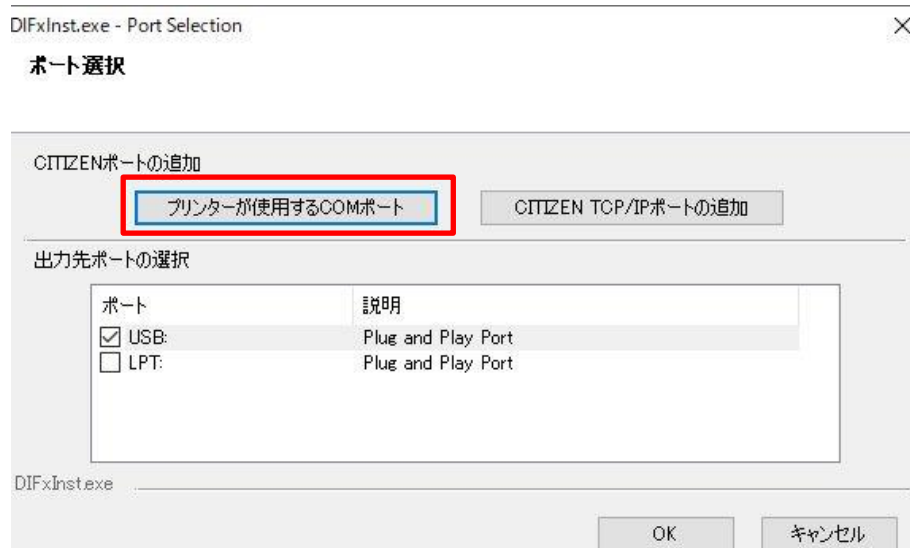 DIFxInst.exe - Port Selection
ポート選択
CITIZENポートの追加
プリンターが使用するCOMポート
CITIZEN TCP/IPポートの追加
出力先ポートの選択
ポート 説明
USB: Plug and Play Port
LPT: Plug and Play Port
DIFxInst.exe
OK キャンセル